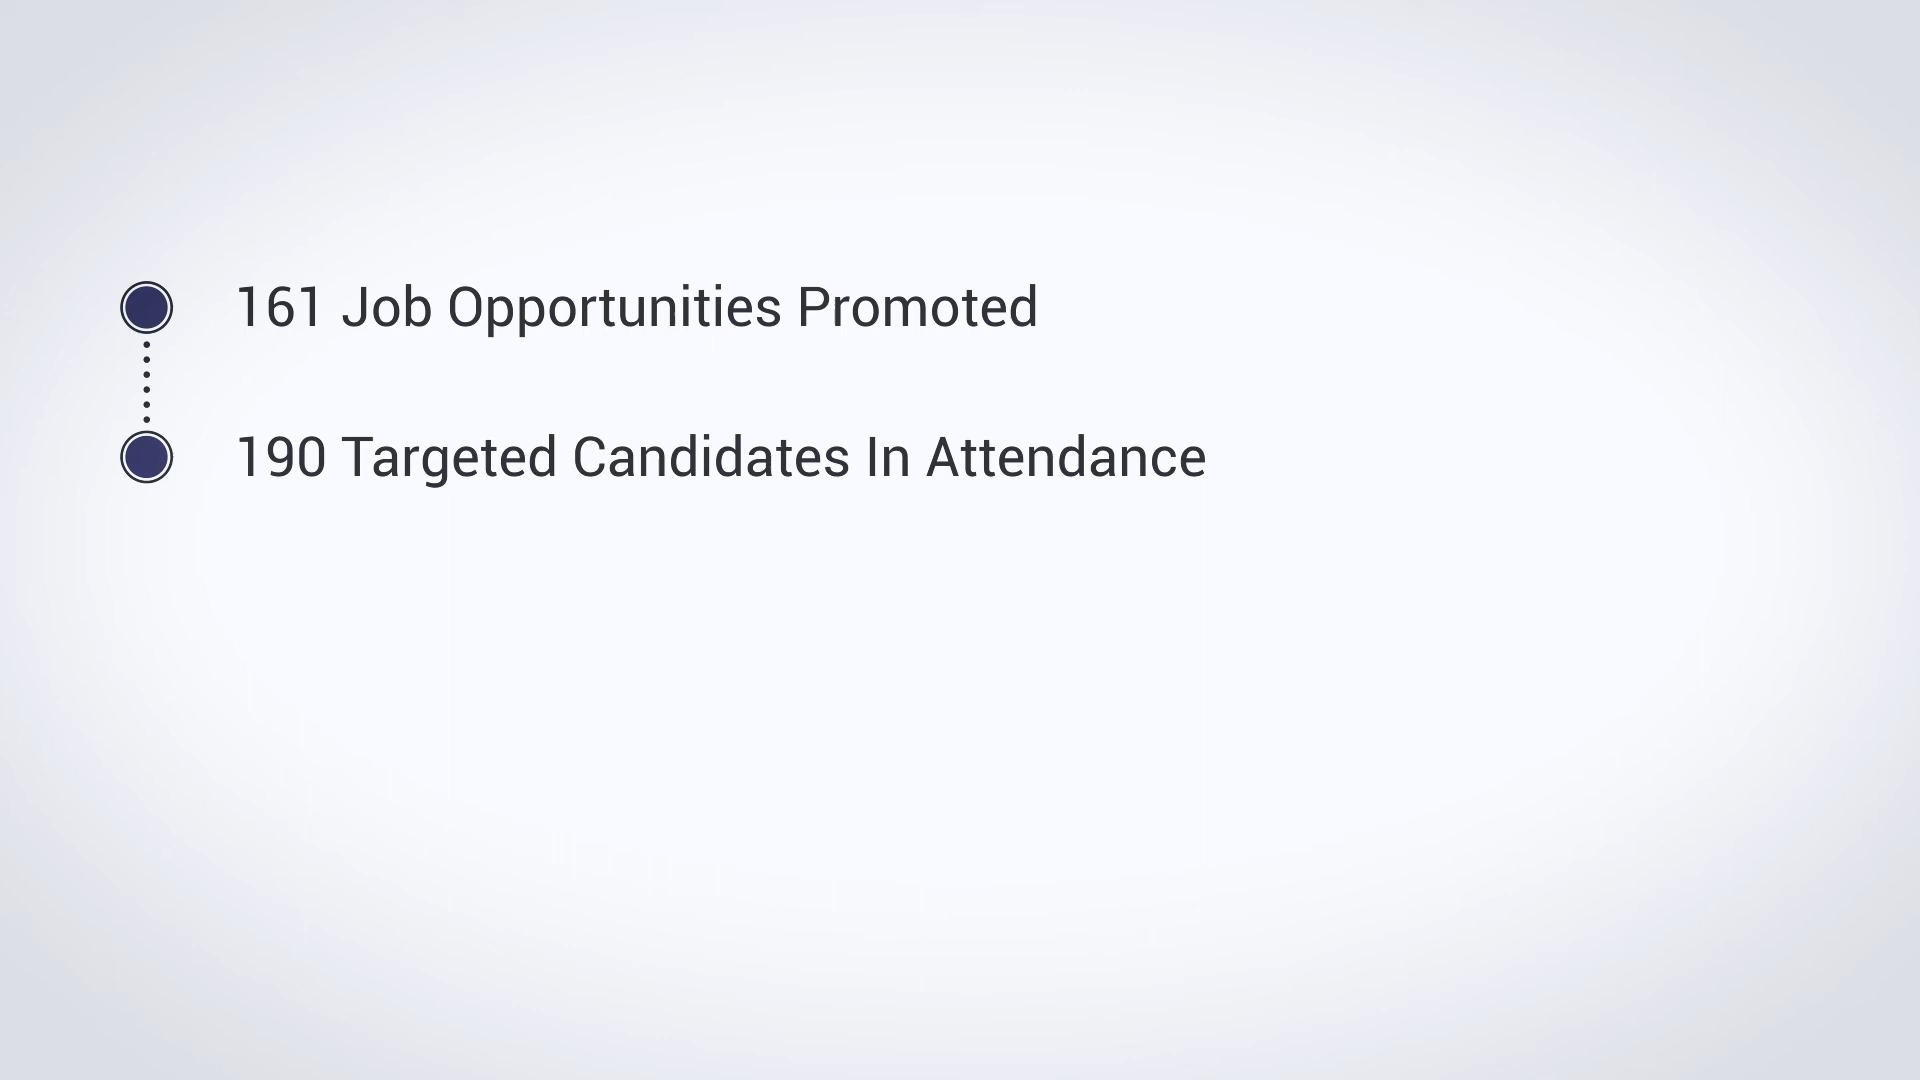 161 Job Opportunities Promoted
190 Targeted Candidates In Attendance